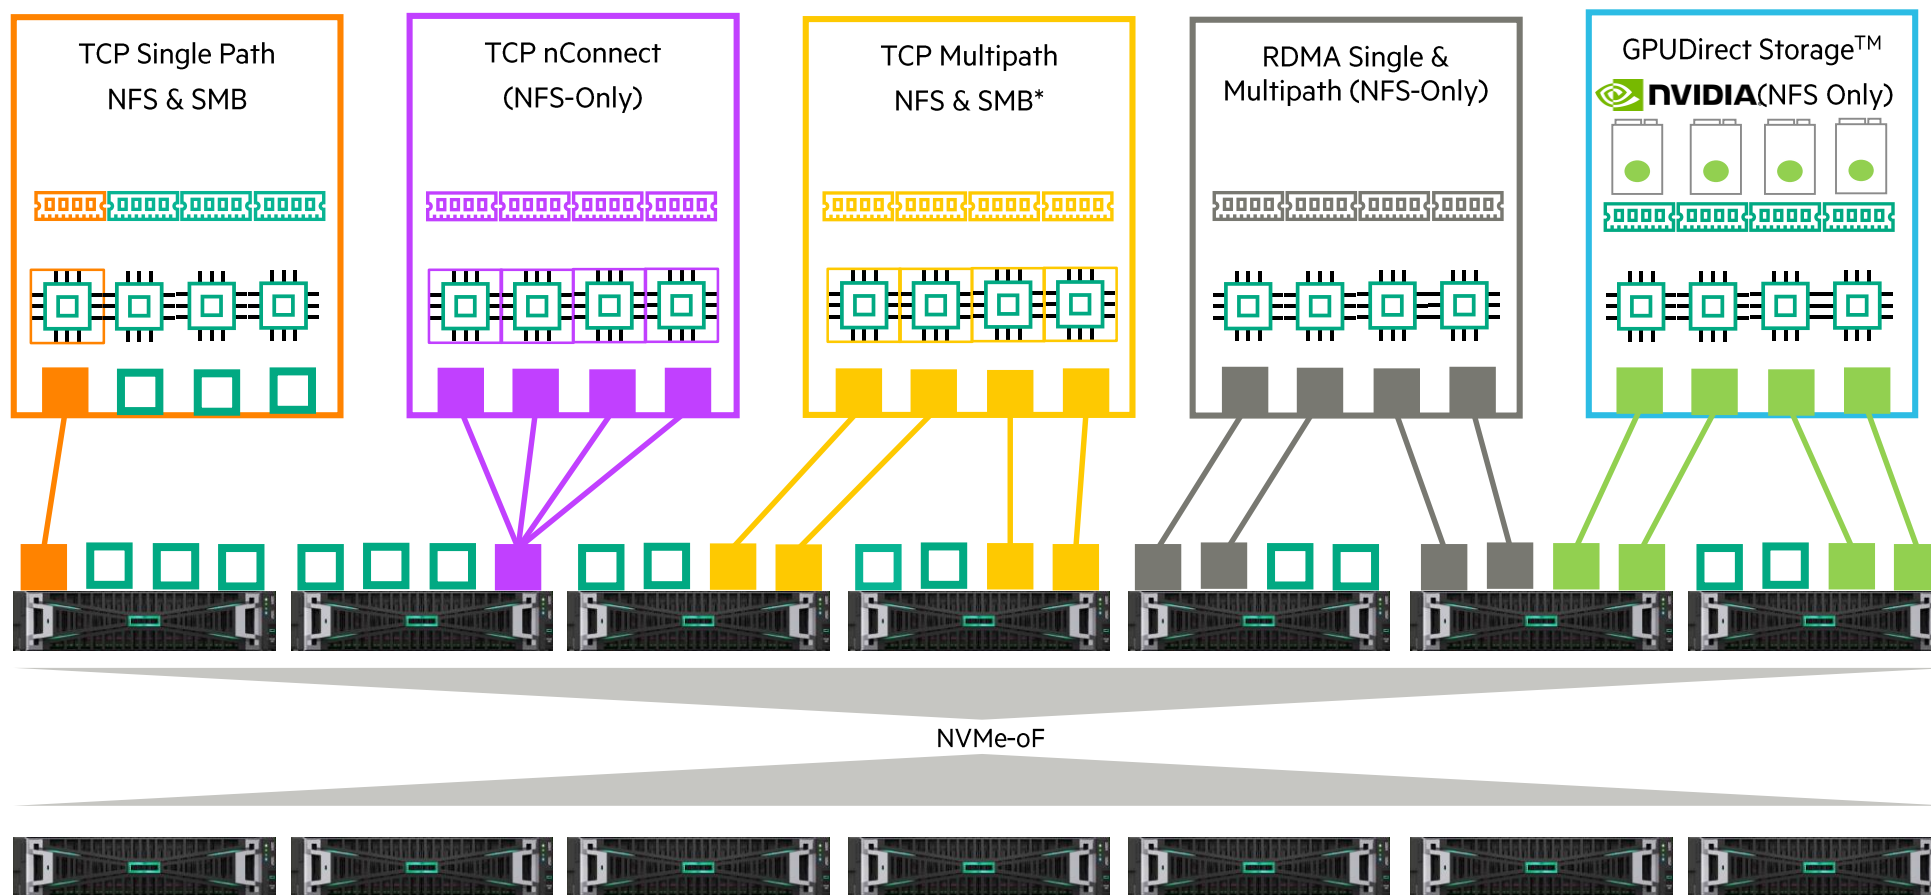 TCP Single Path
NFS & SMB
TCP nConnect
(NFS-Only)
TCP Multipath
NFS & SMB*
RDMA Single &
Multipath (NFS-Only)
GPUDirect Storage™
NVIDIA (NFS Only)
NVMe-oF